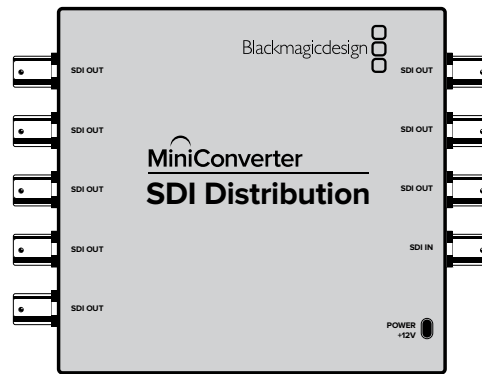 Blackmagicdesign
SDI OUT
SDI OUT
SDI OUT
SDI OUT
MiniConverter
SDI Distribution
SDI OUT
SDI OUT
SDI OUT
SDI IN
SDI OUT
POWER
+12V